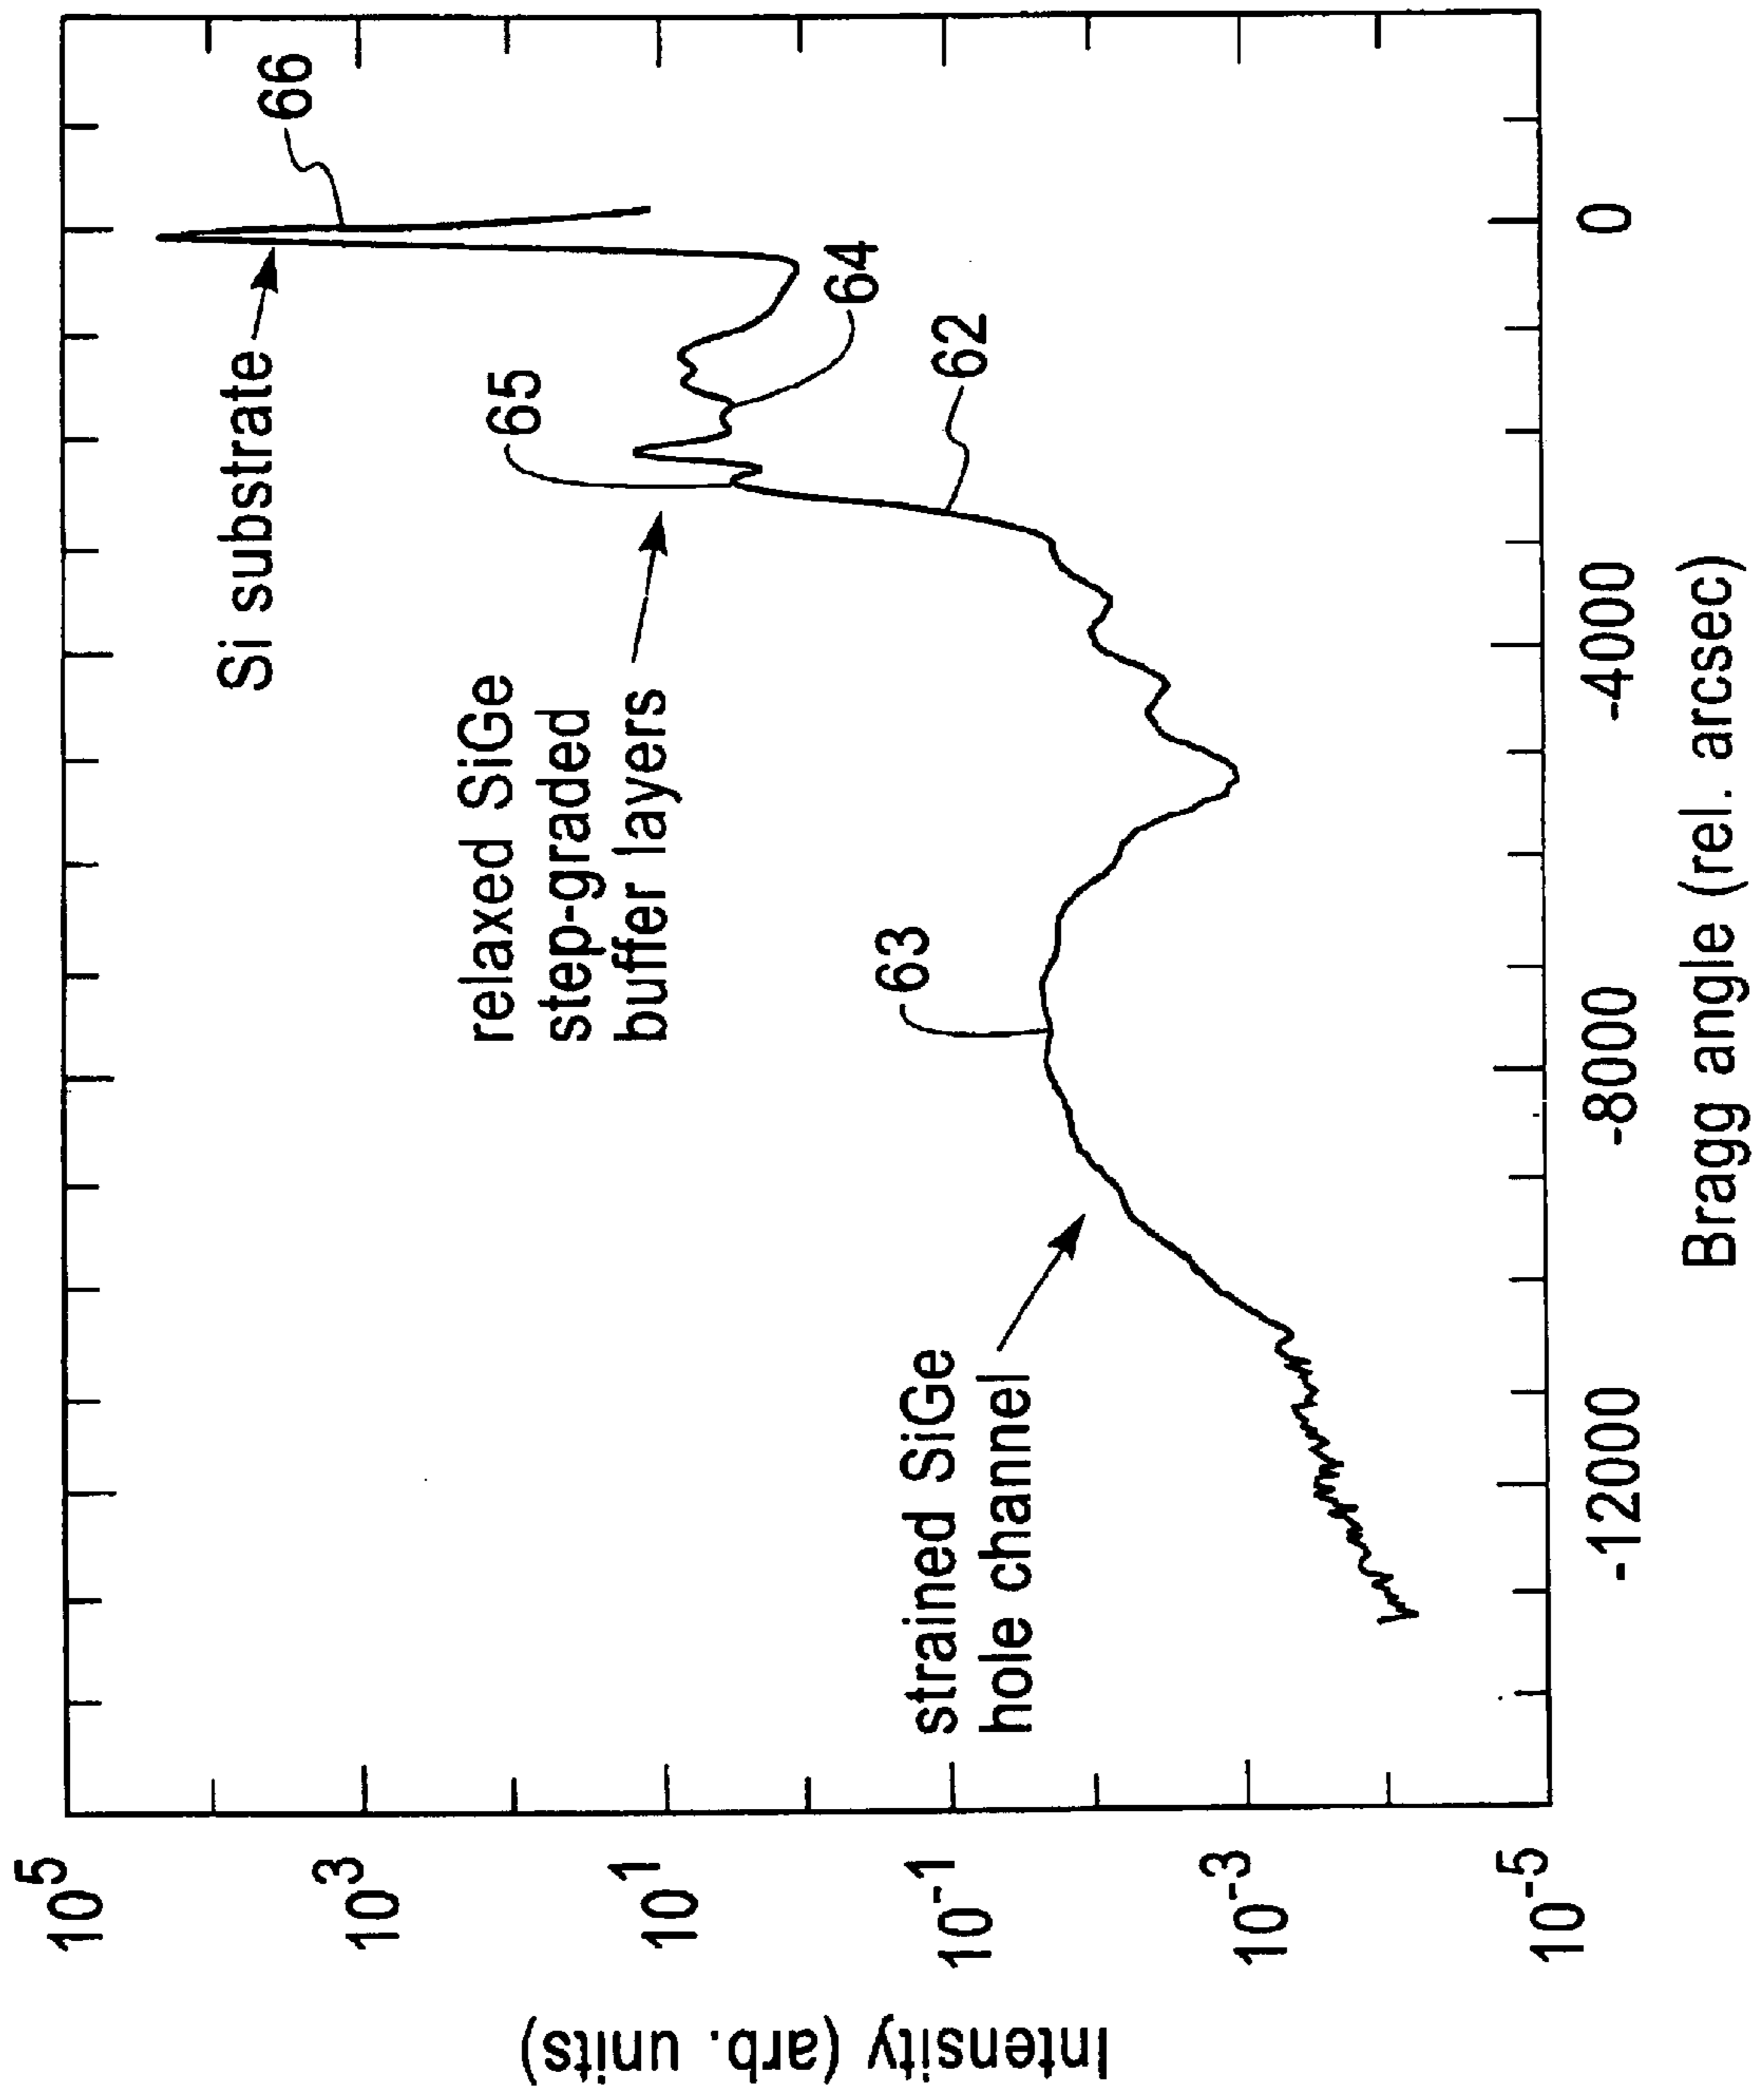 10^5
10^3
10^1
10^-1
10^-3
10^-5
Intensity (arb. units)
Si substrate
66
relaxed SiGe
step-graded
buffer layers
65
64
62
63
strained SiGe
hole channel
-12000
-8000
-4000
0
Bragg angle (rel. arcsec)